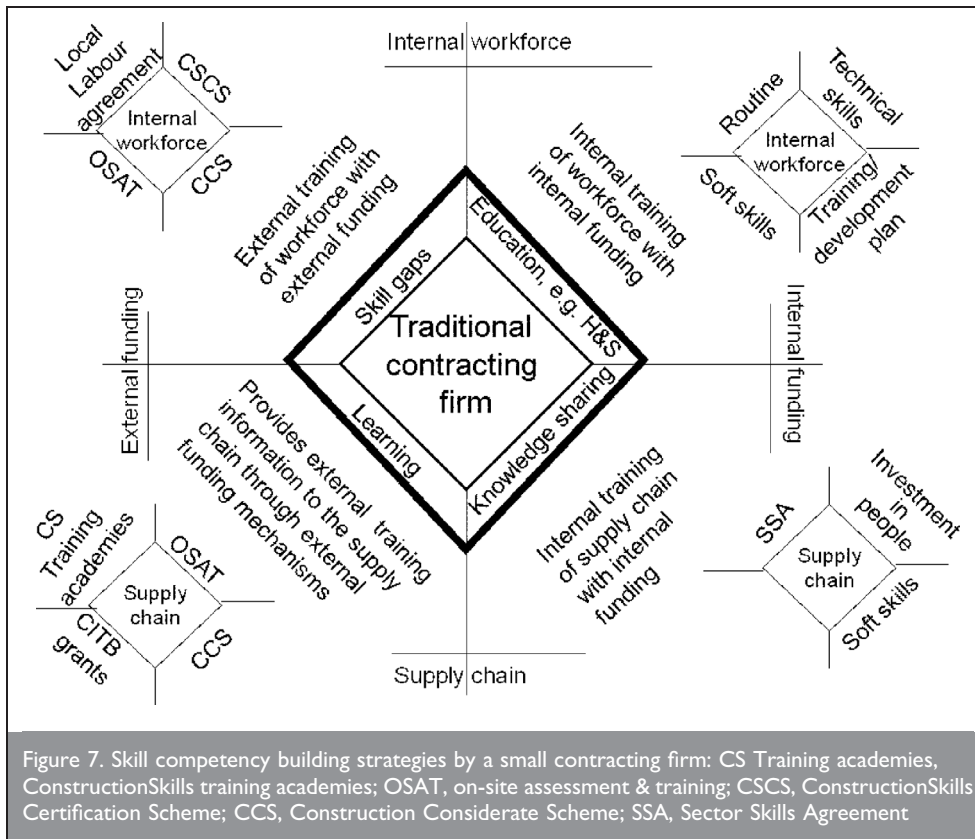 Internal workforce
Local
Labour
agreement
CSCS
Internal
workforce
OSAT
CCS
Routine
Technical
skills
Internal
workforce
Soft skills
Training/
development
plan
External training
of workforce with
external funding
Internal training
of workforce with
internal funding
Skill gaps
Education, e.g. H&S
Traditional
contracting
firm
Learning
Knowledge sharing
External funding
Internal funding
Provides external training
information to the supply
chain through external
funding mechanisms
Internal training
of supply chain
with internal
funding
CS
Training
academies
OSAT
Supply
chain
CITB
grants
CCS
SSA
Investment
in
people
Supply
chain
Soft skills
Supply chain
Figure 7. Skill competency building strategies by a small contracting firm: CS Training academies,
ConstructionSkills training academies; OSAT, on-site assessment & training; CSCS, ConstructionSkills
Certification Scheme; CCS, Construction Considerate Scheme; SSA, Sector Skills Agreement